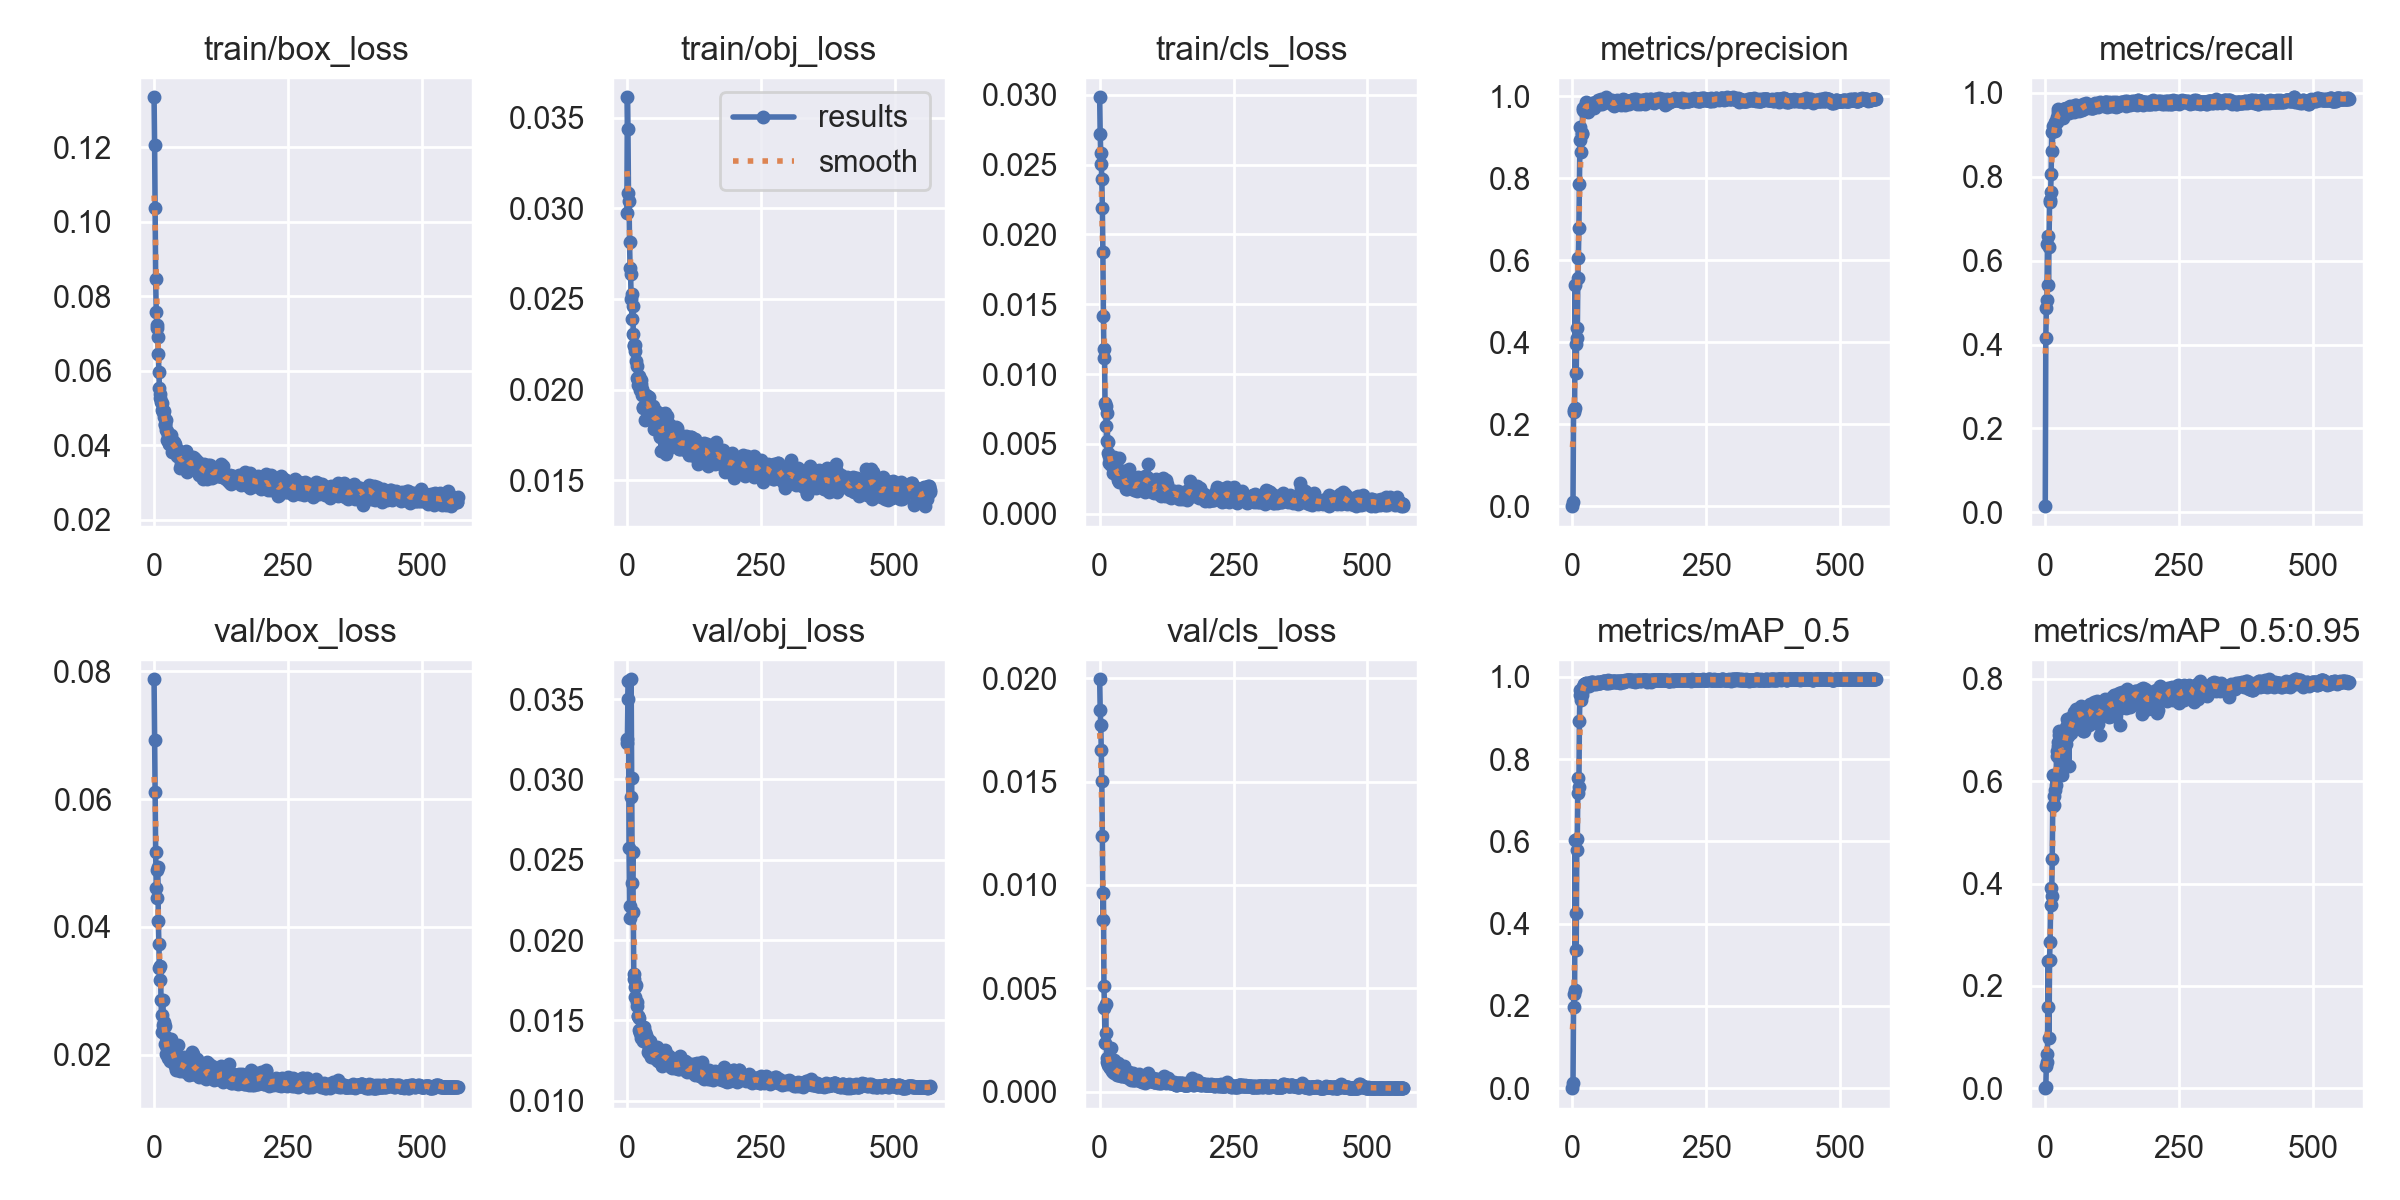 train/box_loss
train/obj_loss
train/cls_loss
metrics/precision
metrics/recall
0.12
0.10
0.08
0.06
0.04
0.02
0 250 500
results
smooth
0.035
0.030
0.025
0.020
0.015
0 250 500
0.030
0.025
0.020
0.015
0.010
0.005
0.000
0 250 500
1.0
0.8
0.6
0.4
0.2
0.0
0 250 500
1.0
0.8
0.6
0.4
0.2
0.0
0 250 500
val/box_loss
val/obj_loss
val/cls_loss
metrics/mAP_0.5
metrics/mAP_0.5:0.95
0.08
0.06
0.04
0.02
0 250 500
0.035
0.030
0.025
0.020
0.015
0.010
0 250 500
0.020
0.015
0.010
0.005
0.000
0 250 500
1.0
0.8
0.6
0.4
0.2
0.0
0 250 500
0.8
0.6
0.4
0.2
0.0
0 250 500